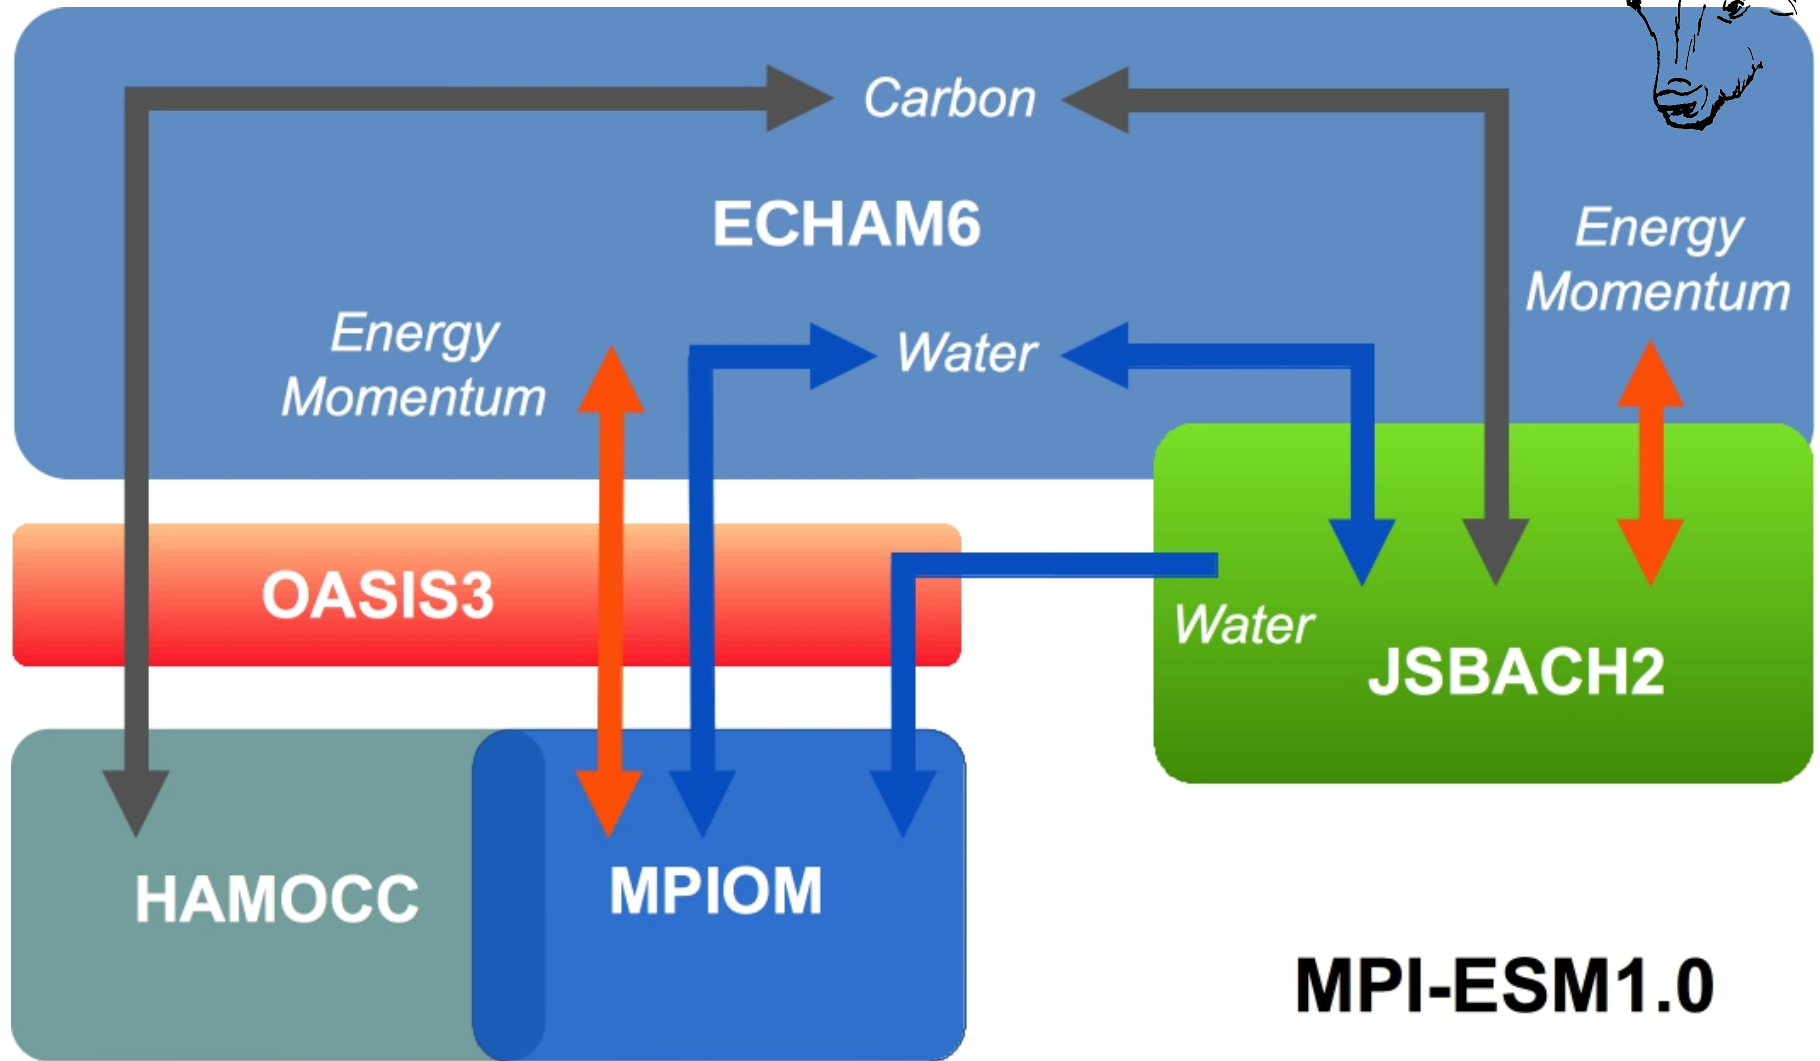 Carbon
ECHAM6
Energy
Momentum
Energy
Momentum
Water
OASIS3
Water
JSBACH2
HAMOCC
MPIOM
MPI-ESM1.0